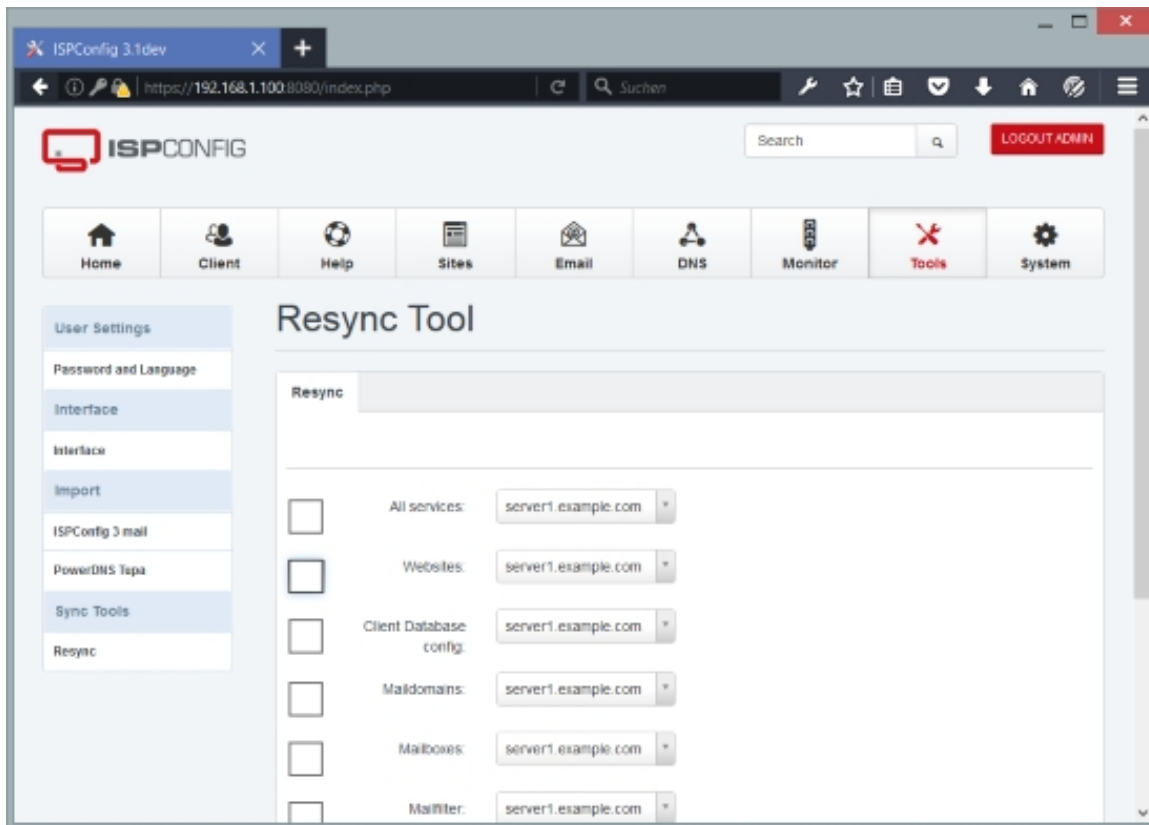 ISPConfig 3.1dev
https://192.168.1.100:8080/index.php
Suchen
ISPCONFIG
Search
LOGOUT ADMIN
Home
Client
Help
Sites
Email
DNS
Monitor
Tools
System
User Settings
Password and Language
Interface
Interface
Import
ISPConfig 3 mail
PowerDNS Tupa
Sync Tools
Resync
Resync Tool
Resync
All services: server1.example.com
Websites: server1.example.com
Client Database server1.example.com
config:
Maildomains: server1.example.com
Mailboxes: server1.example.com
Mailfilter: server1.example.com